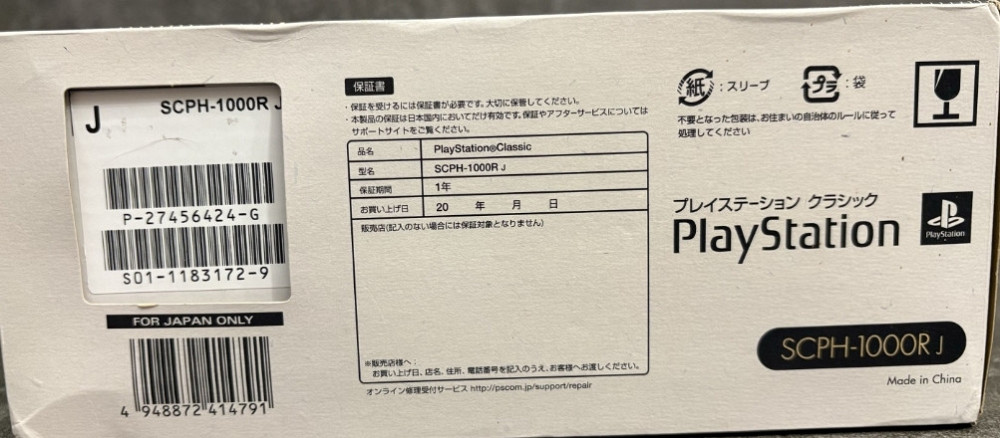 J SCPH-1000R J
P-27456424-G
S01-1183172-9
FOR JAPAN ONLY
4 948872 414791
保証書
・保証を受けるには保証書が必要です。大切に保管してください。
・本製品の保証は日本国内においてだけ有効です。保証やアフターサービスについては
サポートサイトをご覧ください。
品名 PlayStation®Classic
型名 SCPH-1000R J
保証期間 1年
お買い上げ日 20 年 月 日
販売店(記入のない場合には保証対象となりません)
※販売店様へ:
お買い上げ日、店名、住所、電話番号を記入のうえ、お客様へお渡しください。
オンライン修理受付サービス http://pscom.jp/support/repair
紙 : スリーブ
プラ : 袋
不要となった包装は、お住まいの自治体のルールに従って
処理してください
プレイステーション クラシック
PlayStation
PlayStation
SCPH-1000R J
Made in China